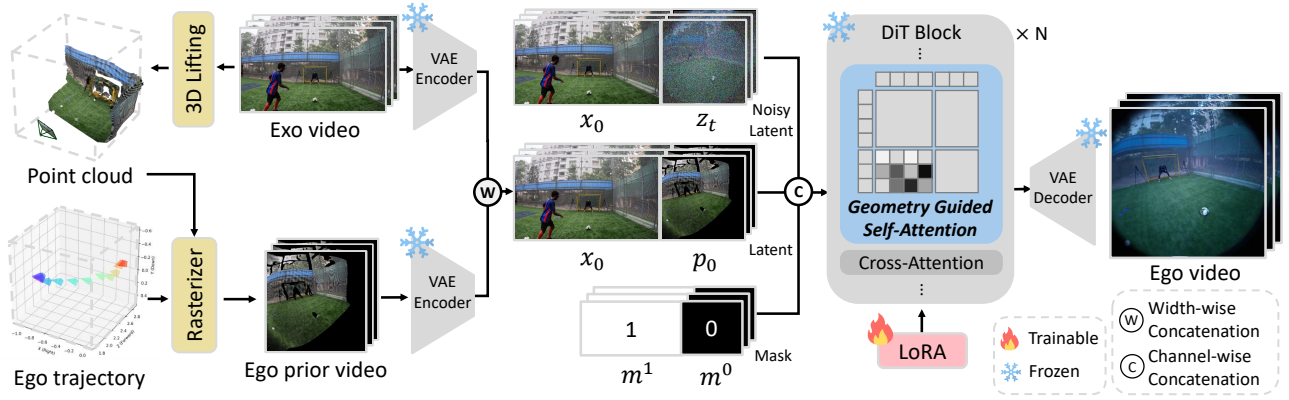 3D Lifting
Exo video
VAE
Encoder
x₀
z_t
Noisy
Latent
DiT Block
× N
⋮
Geometry Guided
Self-Attention
Cross-Attention
⋮
LoRA
VAE
Decoder
Ego video
Point cloud
Ego trajectory
Rasterizer
Ego prior video
VAE
Encoder
W
x₀
p₀
Latent
C
1
0
Mask
m¹
m⁰
Trainable
Frozen
W Width-wise
Concatenation
C Channel-wise
Concatenation